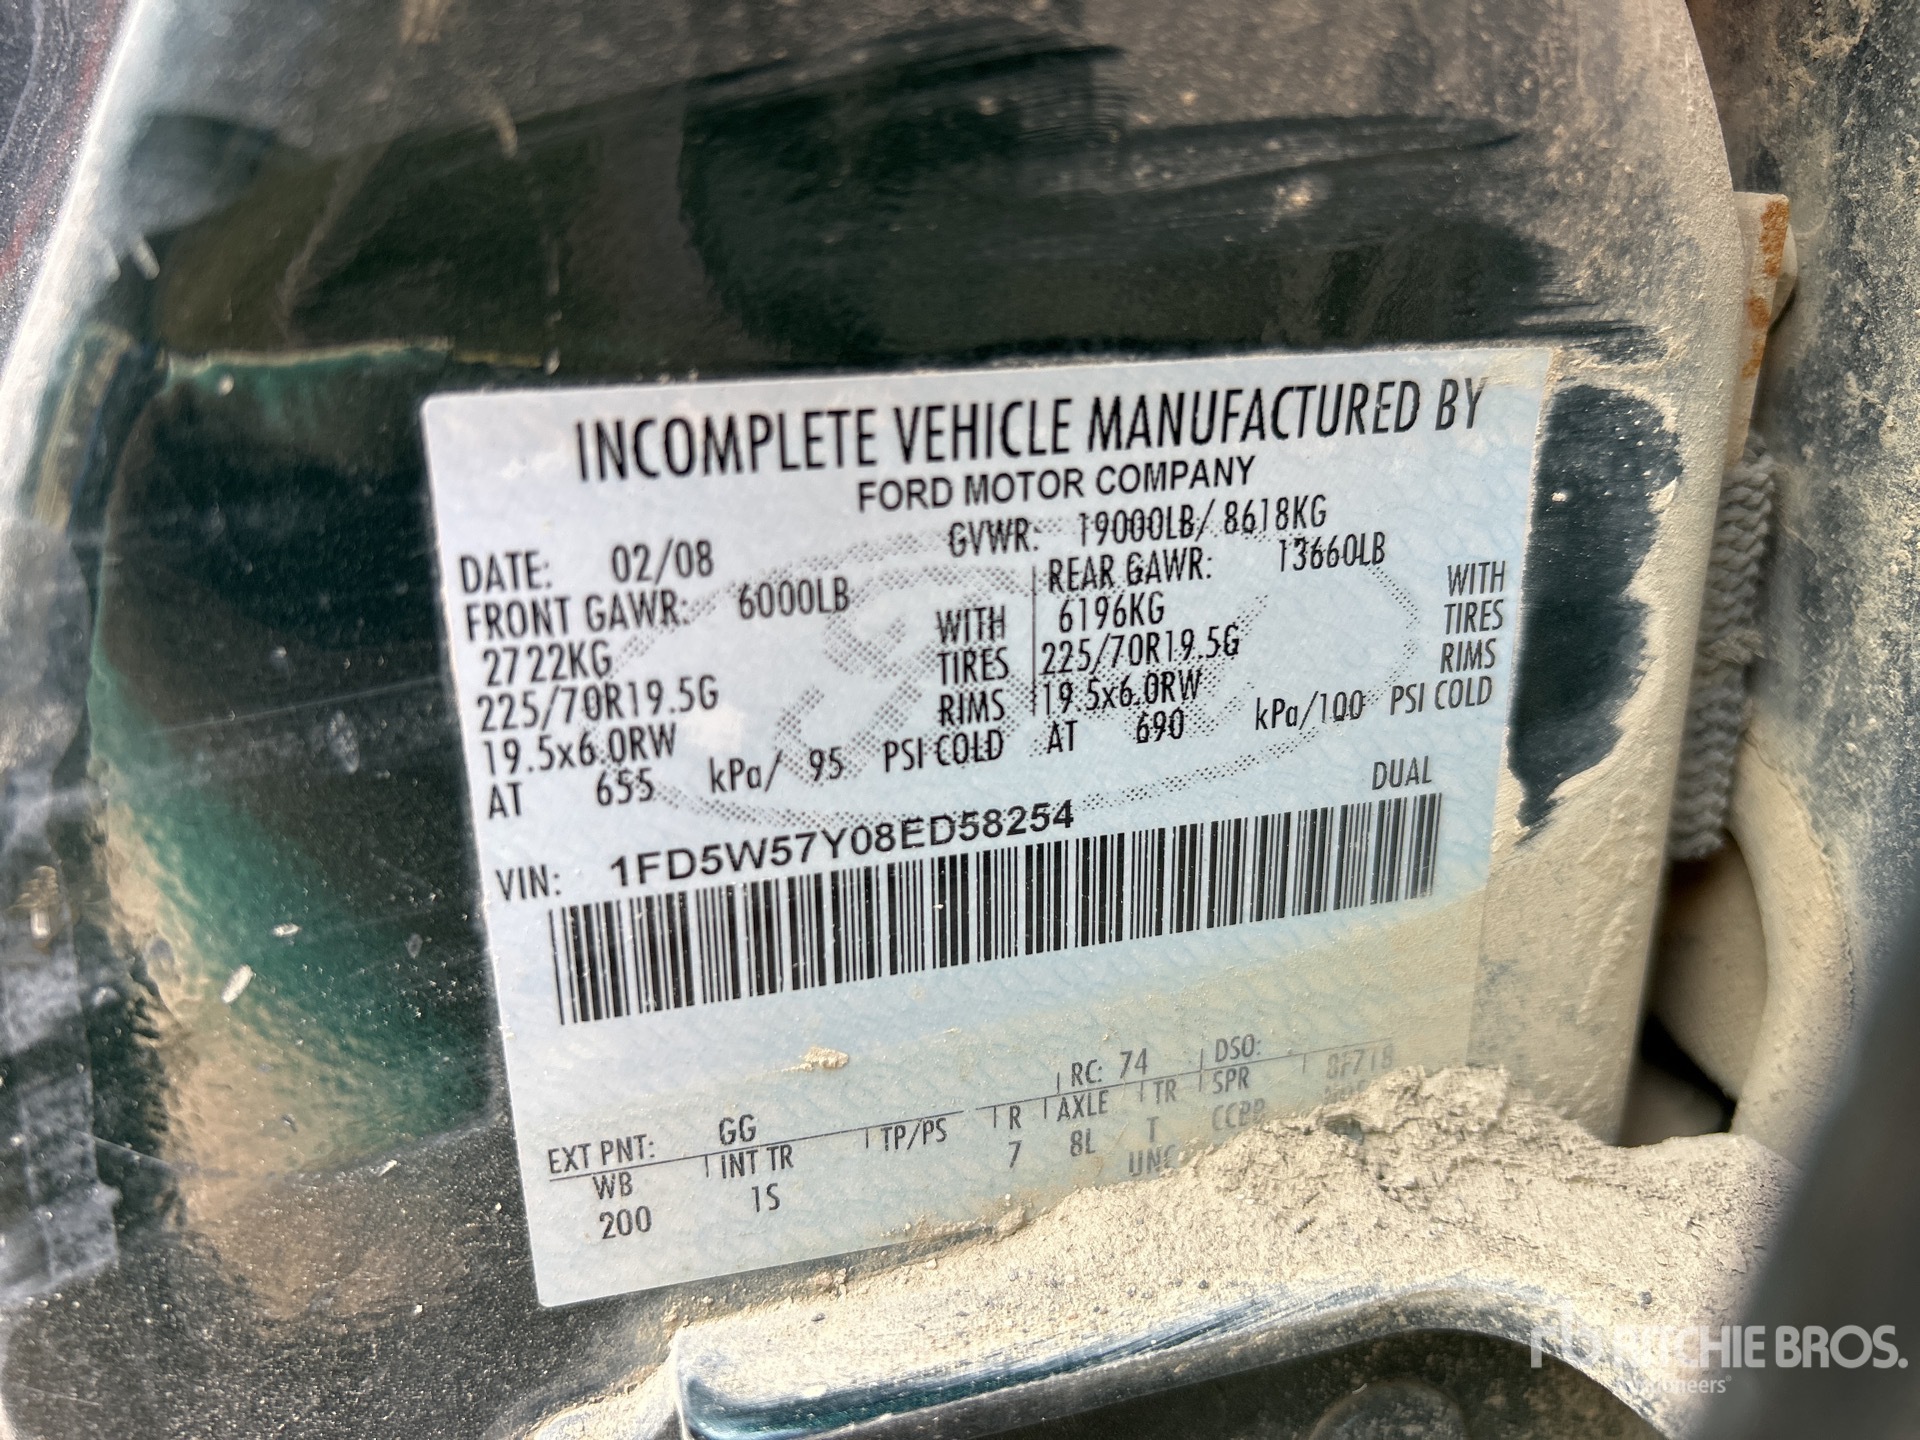 INCOMPLETE VEHICLE MANUFACTURED BY
FORD MOTOR COMPANY
DATE: 02/08 GVWR: 19000LB/ 8618KG
FRONT GAWR: 6000LB REAR GAWR: 13660LB
2722KG WITH 6196KG WITH
225/70R19.5G TIRES 225/70R19.5G TIRES
19.5x6.0RW RIMS 19.5x6.0RW RIMS
AT 655 kPa/ 95 PSI COLD AT 690 kPa/100 PSI COLD
VIN: 1FD5W57Y08ED58254 DUAL
EXT PNT: GG RC: 74 DSO:
WB INT TR TP/PS R AXLE TR SPR
200 1S 7 8L T
UNC
RITCHIE BROS.